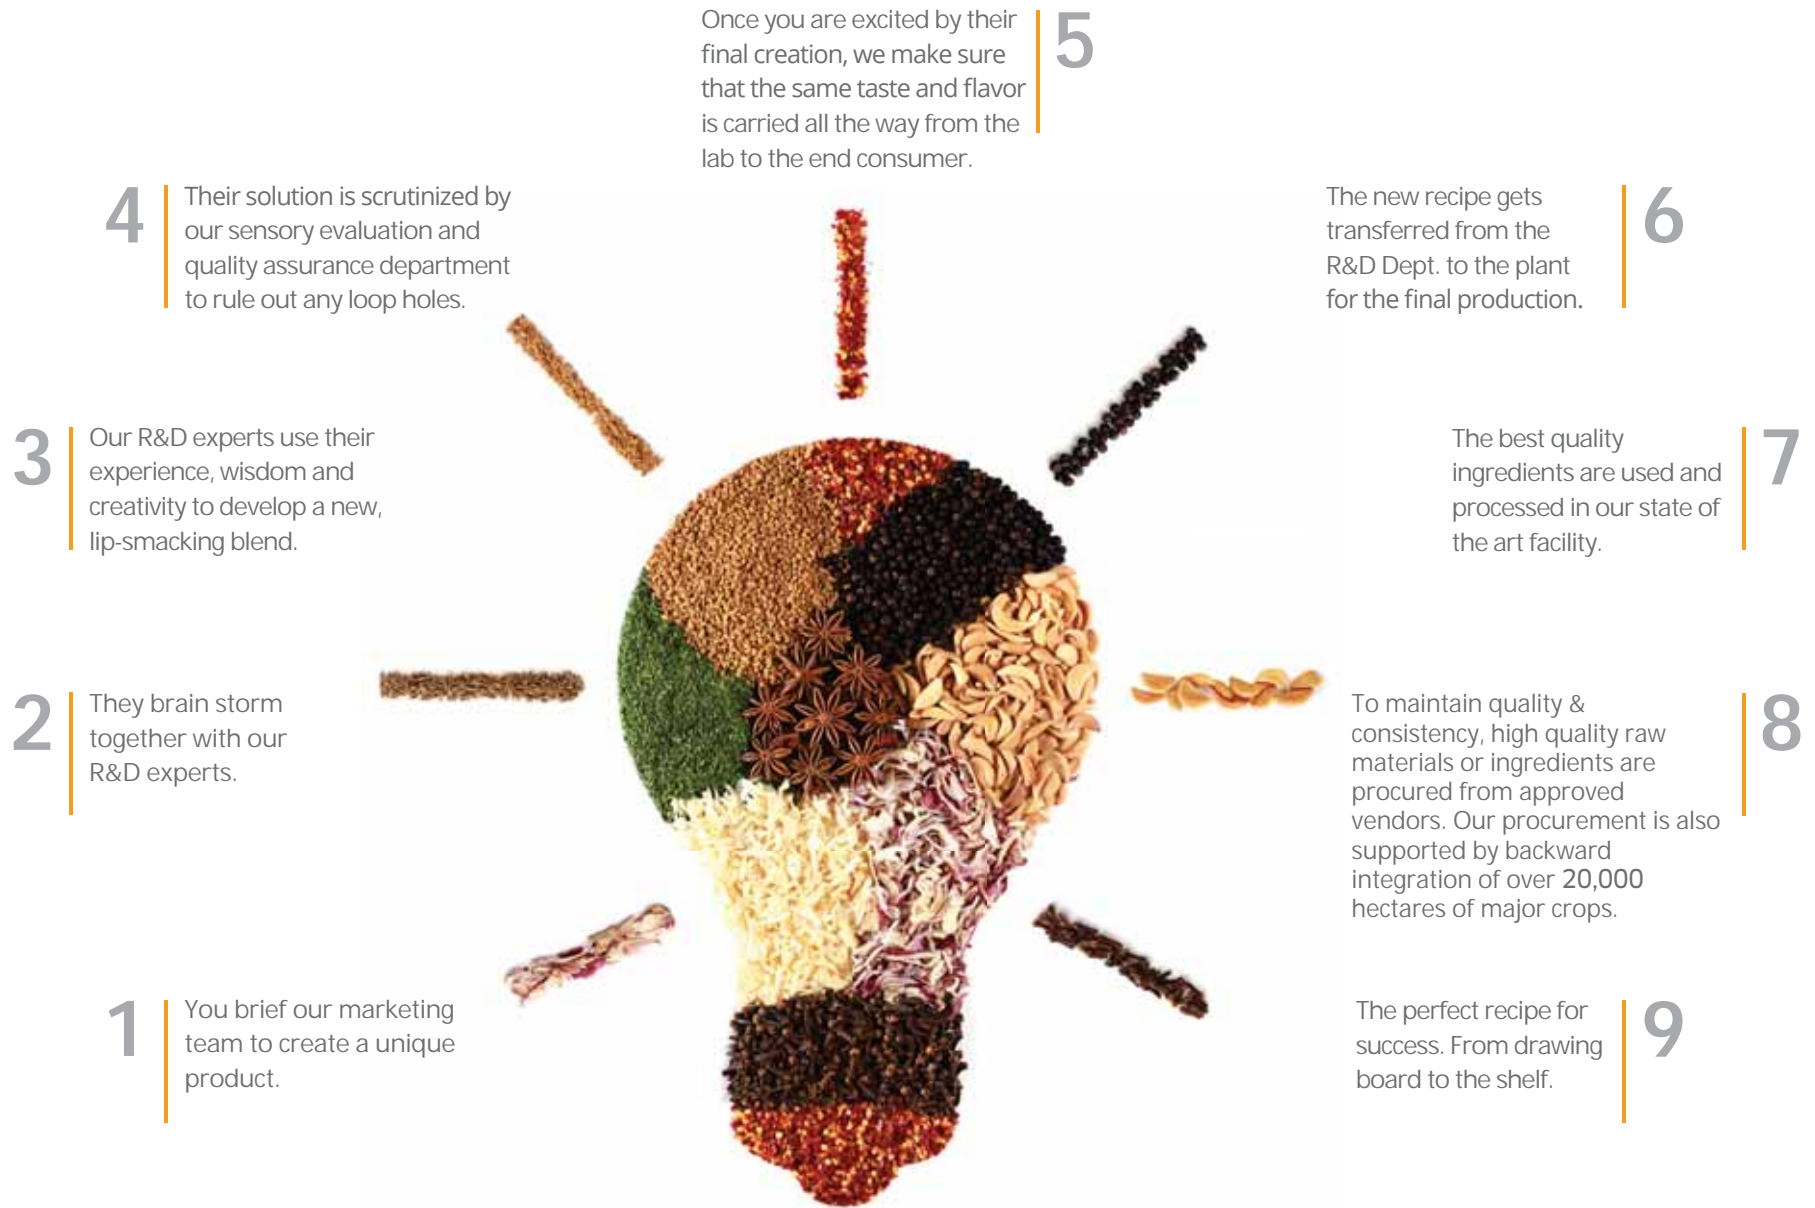 1
You brief our marketing
team to create a unique
product.
2
They brain storm
together with our
R&D experts.
3
Our R&D experts use their
experience, wisdom and
creativity to develop a new,
lip-smacking blend.
4
Their solution is scrutinized by
our sensory evaluation and
quality assurance department
to rule out any loop holes.
5
Once you are excited by their
final creation, we make sure
that the same taste and flavor
is carried all the way from the
lab to the end consumer.
6
The new recipe gets
transferred from the
R&D Dept. to the plant
for the final production.
7
The best quality
ingredients are used and
processed in our state of
the art facility.
8
To maintain quality &
consistency, high quality raw
materials or ingredients are
procured from approved
vendors. Our procurement is also
supported by backward
integration of over 20,000
hectares of major crops.
9
The perfect recipe for
success. From drawing
board to the shelf.